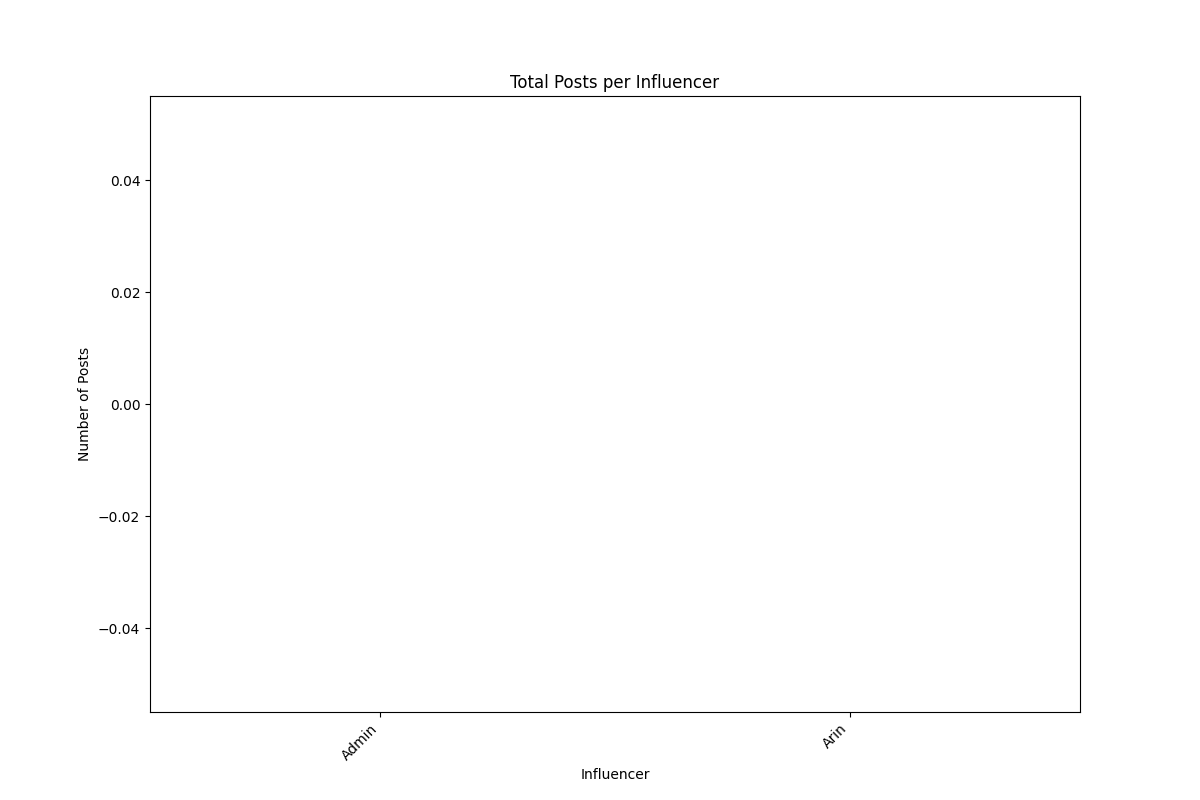 Total Posts per Influencer
0.04
0.02
0.00
−0.02
−0.04
Number of Posts
Admin
Arin
Influencer